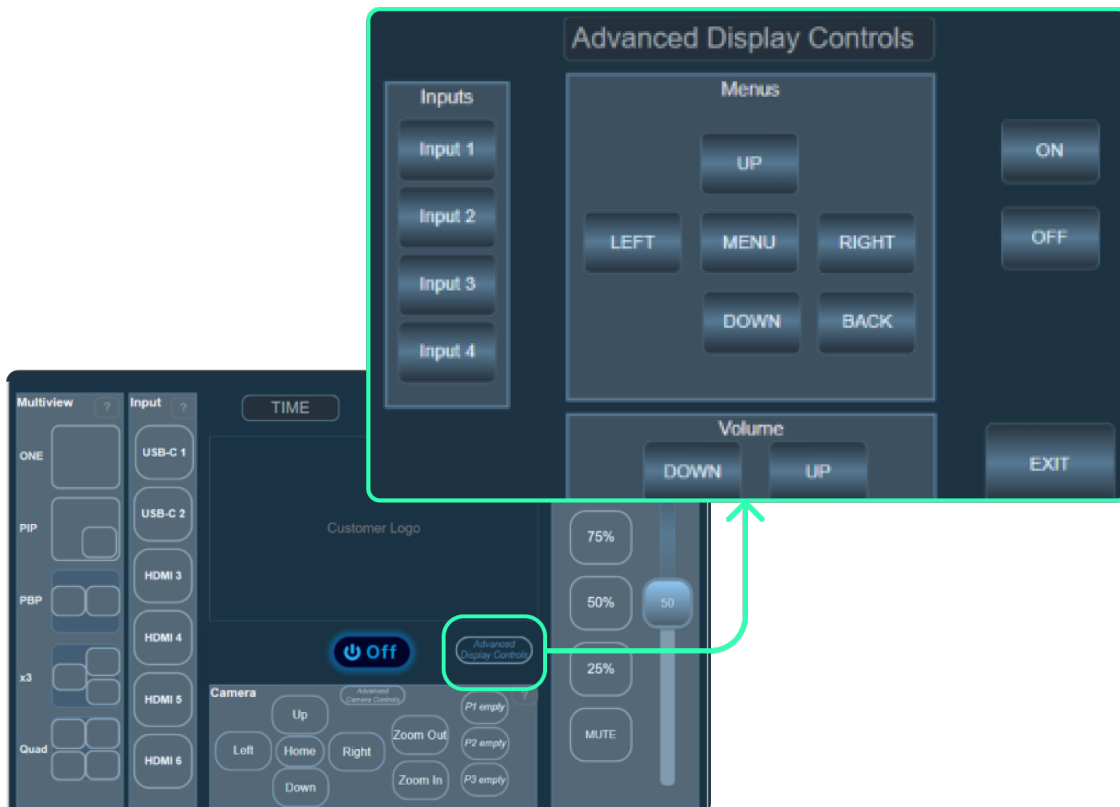 Advanced Display Controls
Inputs
Input 1
Input 2
Input 3
Input 4
Menus
UP
LEFT
MENU
RIGHT
DOWN
BACK
ON
OFF
Volume
DOWN
UP
EXIT
Multiview
?
ONE
PIP
PBP
x3
Quad
Input
?
USB-C 1
USB-C 2
HDMI 3
HDMI 4
HDMI 5
HDMI 6
TIME
Customer Logo
Off
Advanced
Display Controls
75%
50%
25%
MUTE
50
Camera
Advanced
Camera Controls
?
Up
Left
Home
Right
Down
Zoom Out
Zoom In
P1 empty
P2 empty
P3 empty